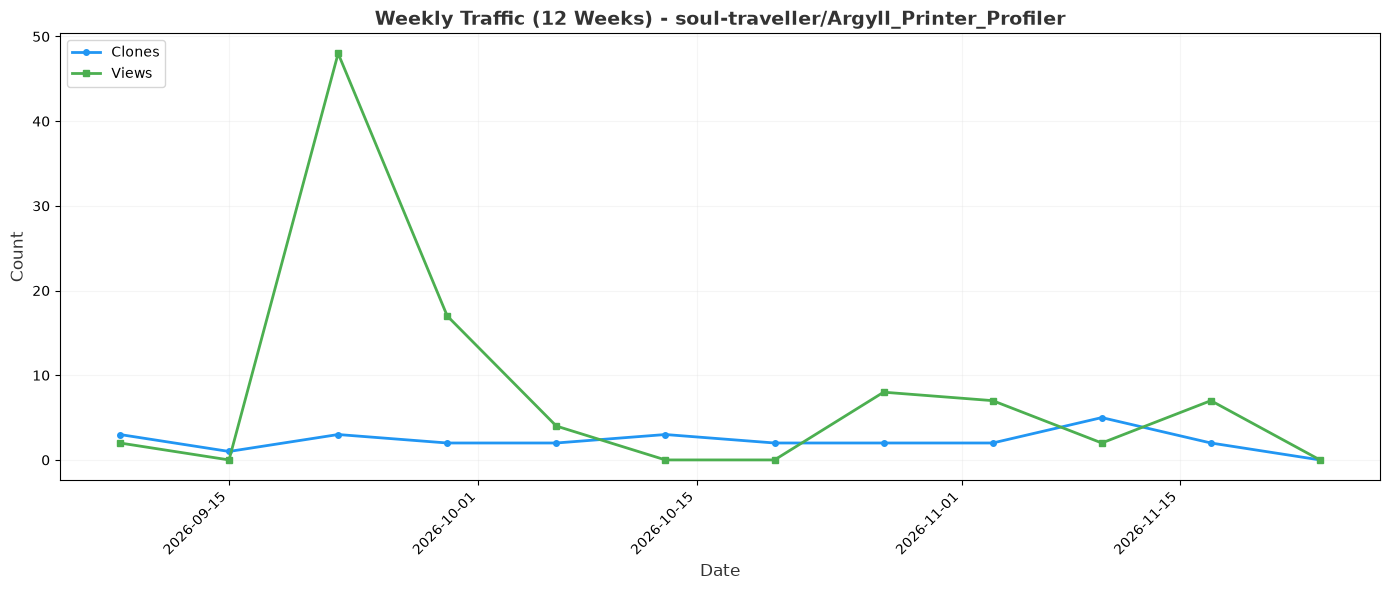 Weekly Traffic (12 Weeks) - soul-traveller/Argyll_Printer_Profiler
Clones
Views
Count
50
40
30
20
10
0
2026-09-15
2026-10-01
2026-10-15
2026-11-01
2026-11-15
Date